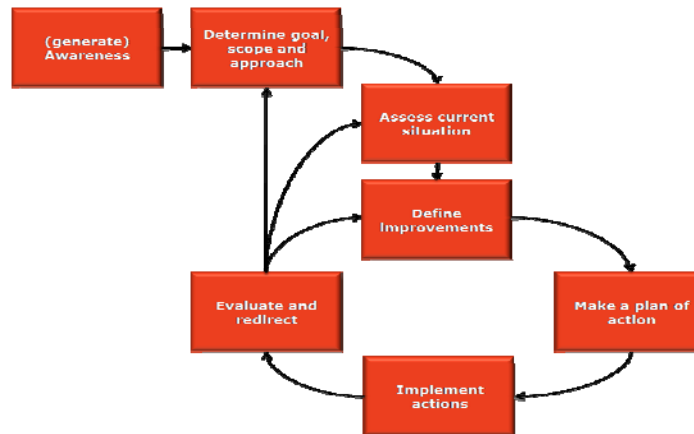 (generate)
Awareness
Determine goal,
scope and
approach
Assess current
situation
Define
Improvements
Make a plan of
action
Implement
actions
Evaluate and
redirect